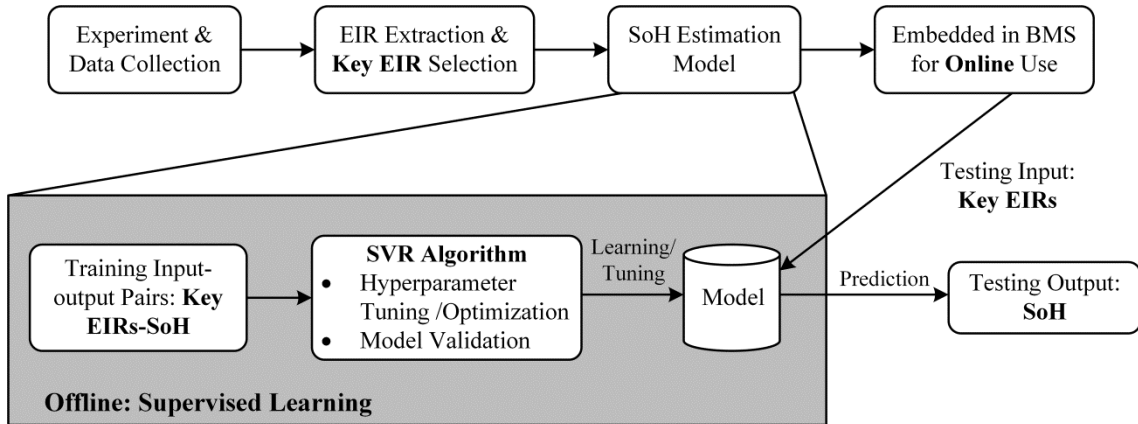 Experiment &
Data Collection
EIR Extraction &
Key EIR Selection
SoH Estimation
Model
Embedded in BMS
for Online Use
Testing Input:
Key EIRs
Training Input-
output Pairs: Key
EIRs-SoH
SVR Algorithm
• Hyperparameter
Tuning /Optimization
• Model Validation
Learning/
Tuning
Model
Prediction
Testing Output:
SoH
Offline: Supervised Learning